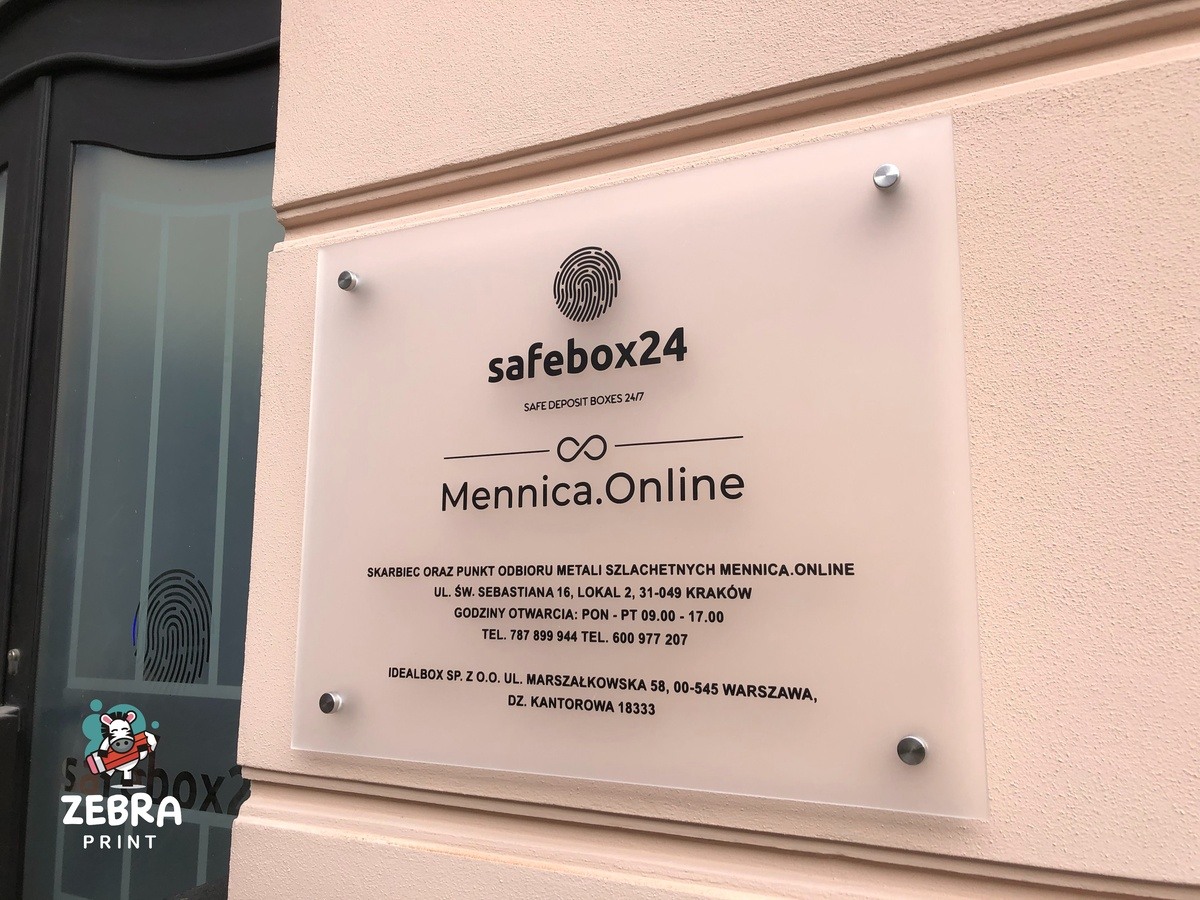 safebox24
SAFE DEPOSIT BOXES 24/7
Mennica.Online
SKARBIEC ORAZ PUNKT ODBIORU METALI SZLACHETNYCH MENNICA.ONLINE
UL. ŚW. SEBASTIANA 16, LOKAL 2, 31-049 KRAKÓW
GODZINY OTWARCIA: PON - PT 09.00 - 17.00
TEL. 787 899 944 TEL. 600 977 207
IDEALBOX SP. Z O.O. UL. MARSZAŁKOWSKA 58, 00-545 WARSZAWA,
DZ. KANTOROWA 18333
safebox2
ZEBRA
PRINT